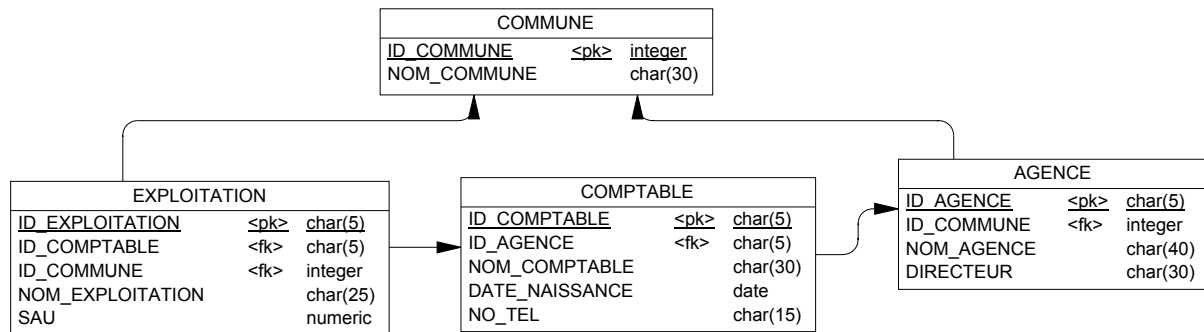 COMMUNE
ID_COMMUNE <pk> integer
NOM_COMMUNE char(30)
EXPLOITATION
ID_EXPLOITATION <pk> char(5)
ID_COMPTABLE <fk> char(5)
ID_COMMUNE <fk> integer
NOM_EXPLOITATION char(25)
SAU numeric
COMPTABLE
ID_COMPTABLE <pk> char(5)
ID_AGENCE <fk> char(5)
NOM_COMPTABLE char(30)
DATE_NAISSANCE date
NO_TEL char(15)
AGENCE
ID_AGENCE <pk> char(5)
ID_COMMUNE <fk> integer
NOM_AGENCE char(40)
DIRECTEUR char(30)